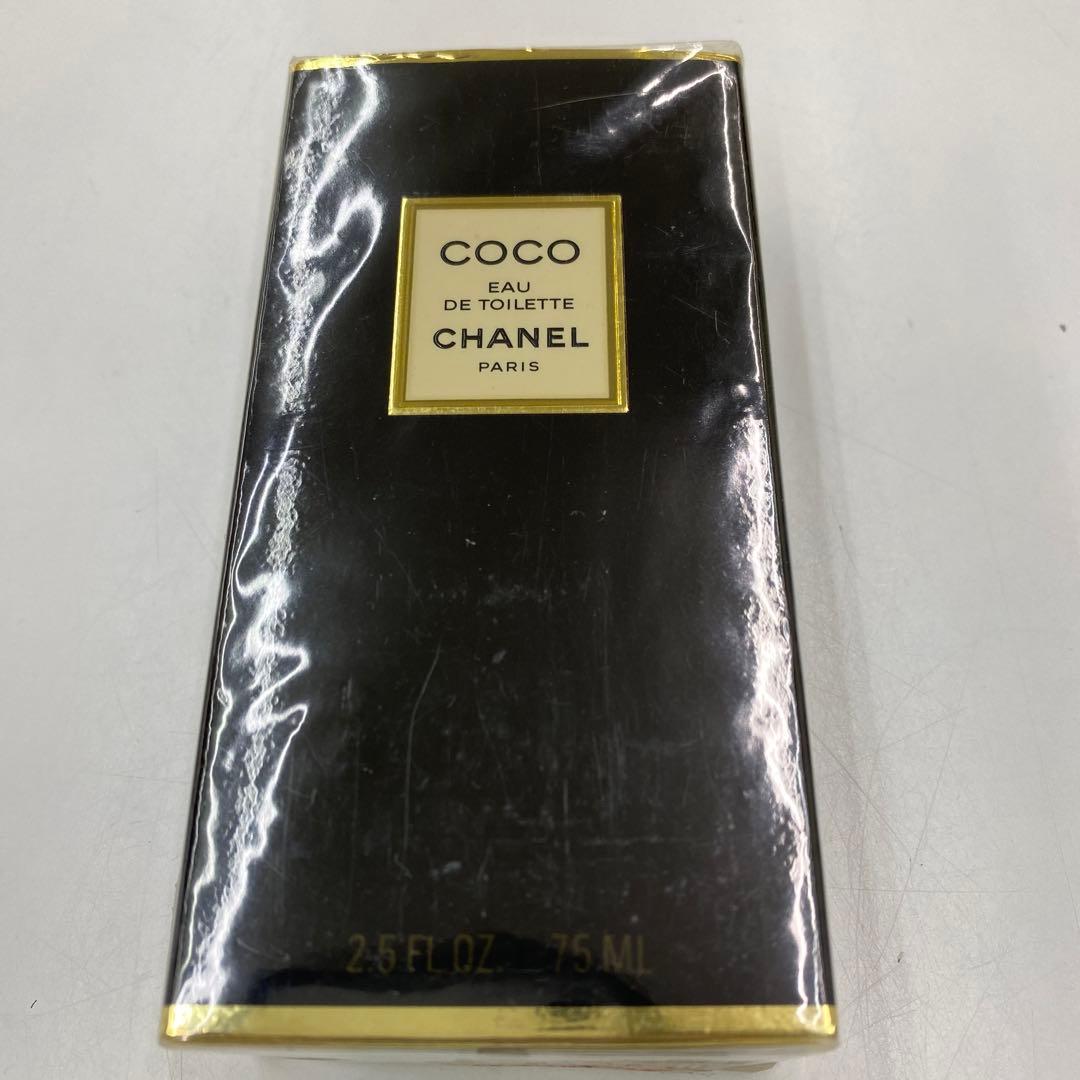 COCO
EAU
DE TOILETTE
CHANEL
PARIS
2.5 FL.OZ. 75 ML